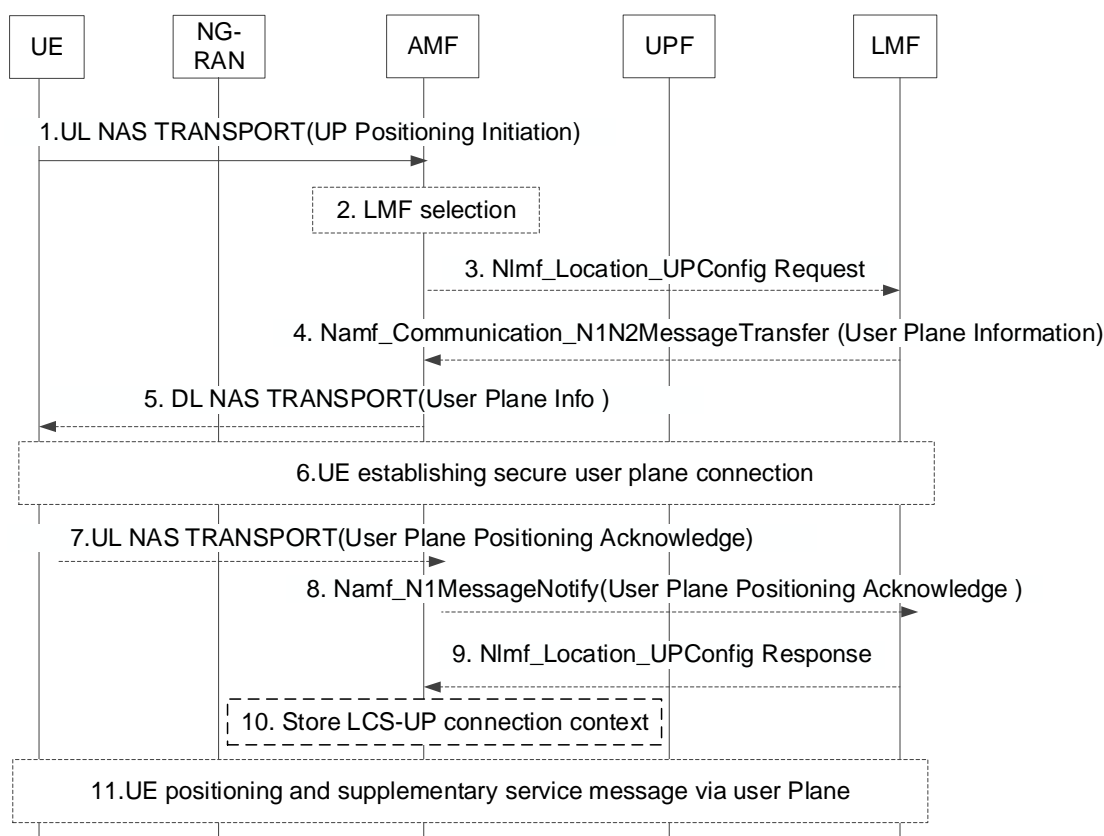 UE
NG-
RAN
AMF
UPF
LMF
1.UL NAS TRANSPORT(UP Positioning Initiation)
2. LMF selection
3. Nlmf_Location_UPConfig Request
4. Namf_Communication_N1N2MessageTransfer (User Plane Information)
5. DL NAS TRANSPORT(User Plane Info )
6.UE establishing secure user plane connection
7.UL NAS TRANSPORT(User Plane Positioning Acknowledge)
8. Namf_N1MessageNotify(User Plane Positioning Acknowledge )
9. Nlmf_Location_UPConfig Response
10. Store LCS-UP connection context
11.UE positioning and supplementary service message via user Plane